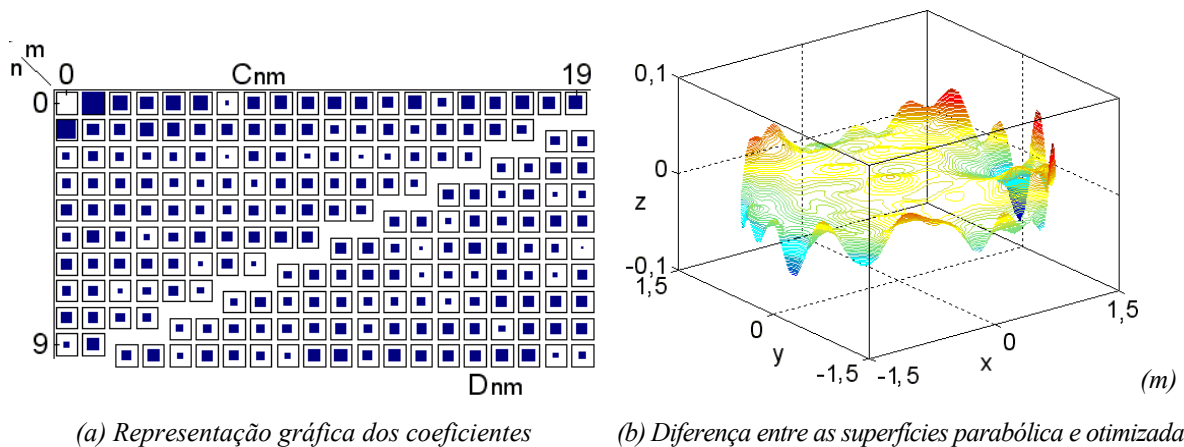 m
n
0
Cnm
19
0
9
Dnm
0,1
0
z
-0,1
1,5
0
y
-1,5
-1,5
x
0
1,5
(m)
(a) Representação gráfica dos coeficientes
(b) Diferença entre as superfícies parabólica e otimizada